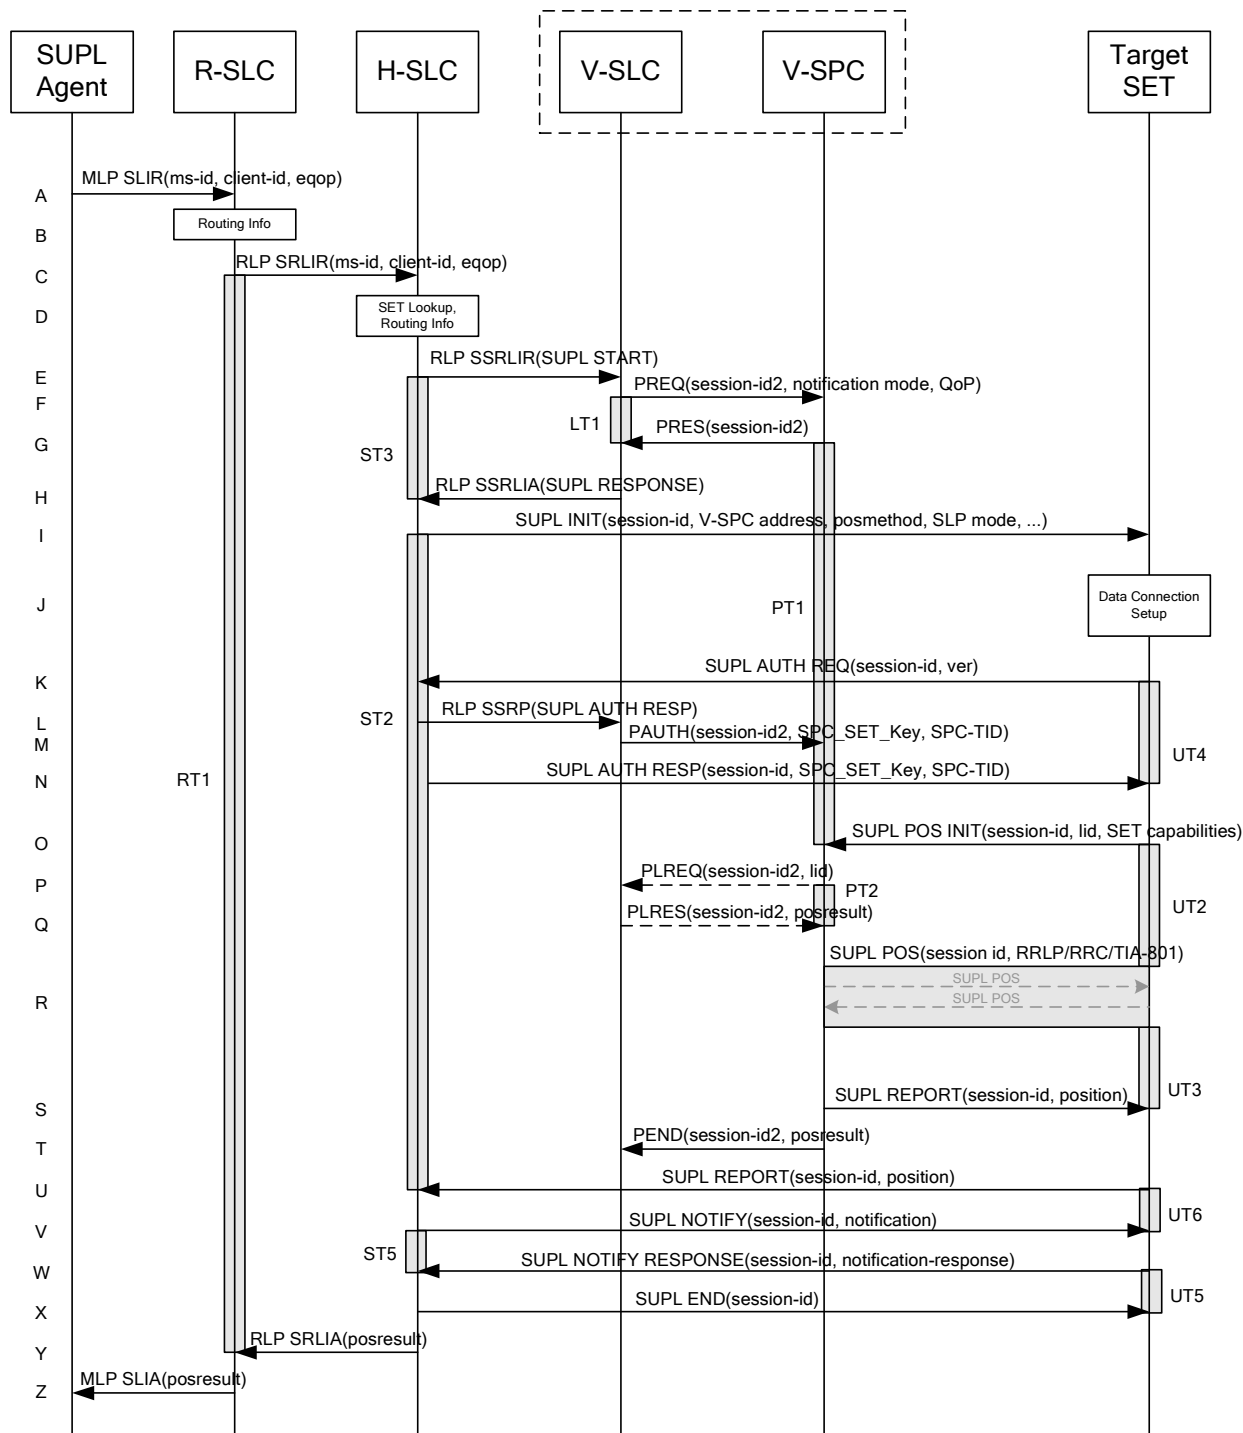 SUPL
Agent
R-SLC
H-SLC
V-SLC
V-SPC
Target
SET
A
MLP SLIR(ms-id, client-id, eqop)
B
Routing Info
C
RLP SRLIR(ms-id, client-id, eqop)
D
SET Lookup,
Routing Info
E
RLP SSRLIR(SUPL START)
F
PREQ(session-id2, notification mode, QoP)
LT1
G
PRES(session-id2)
ST3
H
RLP SSRLIA(SUPL RESPONSE)
I
SUPL INIT(session-id, V-SPC address, posmethod, SLP mode, ...)
J
PT1
Data Connection
Setup
K
SUPL AUTH REQ(session-id, ver)
ST2
L
RLP SSRP(SUPL AUTH RESP)
M
PAUTH(session-id2, SPC_SET_Key, SPC-TID)
UT4
N
RT1
SUPL AUTH RESP(session-id, SPC_SET_Key, SPC-TID)
O
SUPL POS INIT(session-id, lid, SET capabilities)
P
PLREQ(session-id2, lid)
PT2
Q
PLRES(session-id2, posresult)
UT2
SUPL POS(session id, RRLP/RRC/TIA-801)
SUPL POS
R
SUPL POS
UT3
S
SUPL REPORT(session-id, position)
T
PEND(session-id2, posresult)
U
SUPL REPORT(session-id, position)
V
SUPL NOTIFY(session-id, notification)
UT6
ST5
W
SUPL NOTIFY RESPONSE(session-id, notification-response)
X
SUPL END(session-id)
UT5
Y
RLP SRLIA(posresult)
Z
MLP SLIA(posresult)